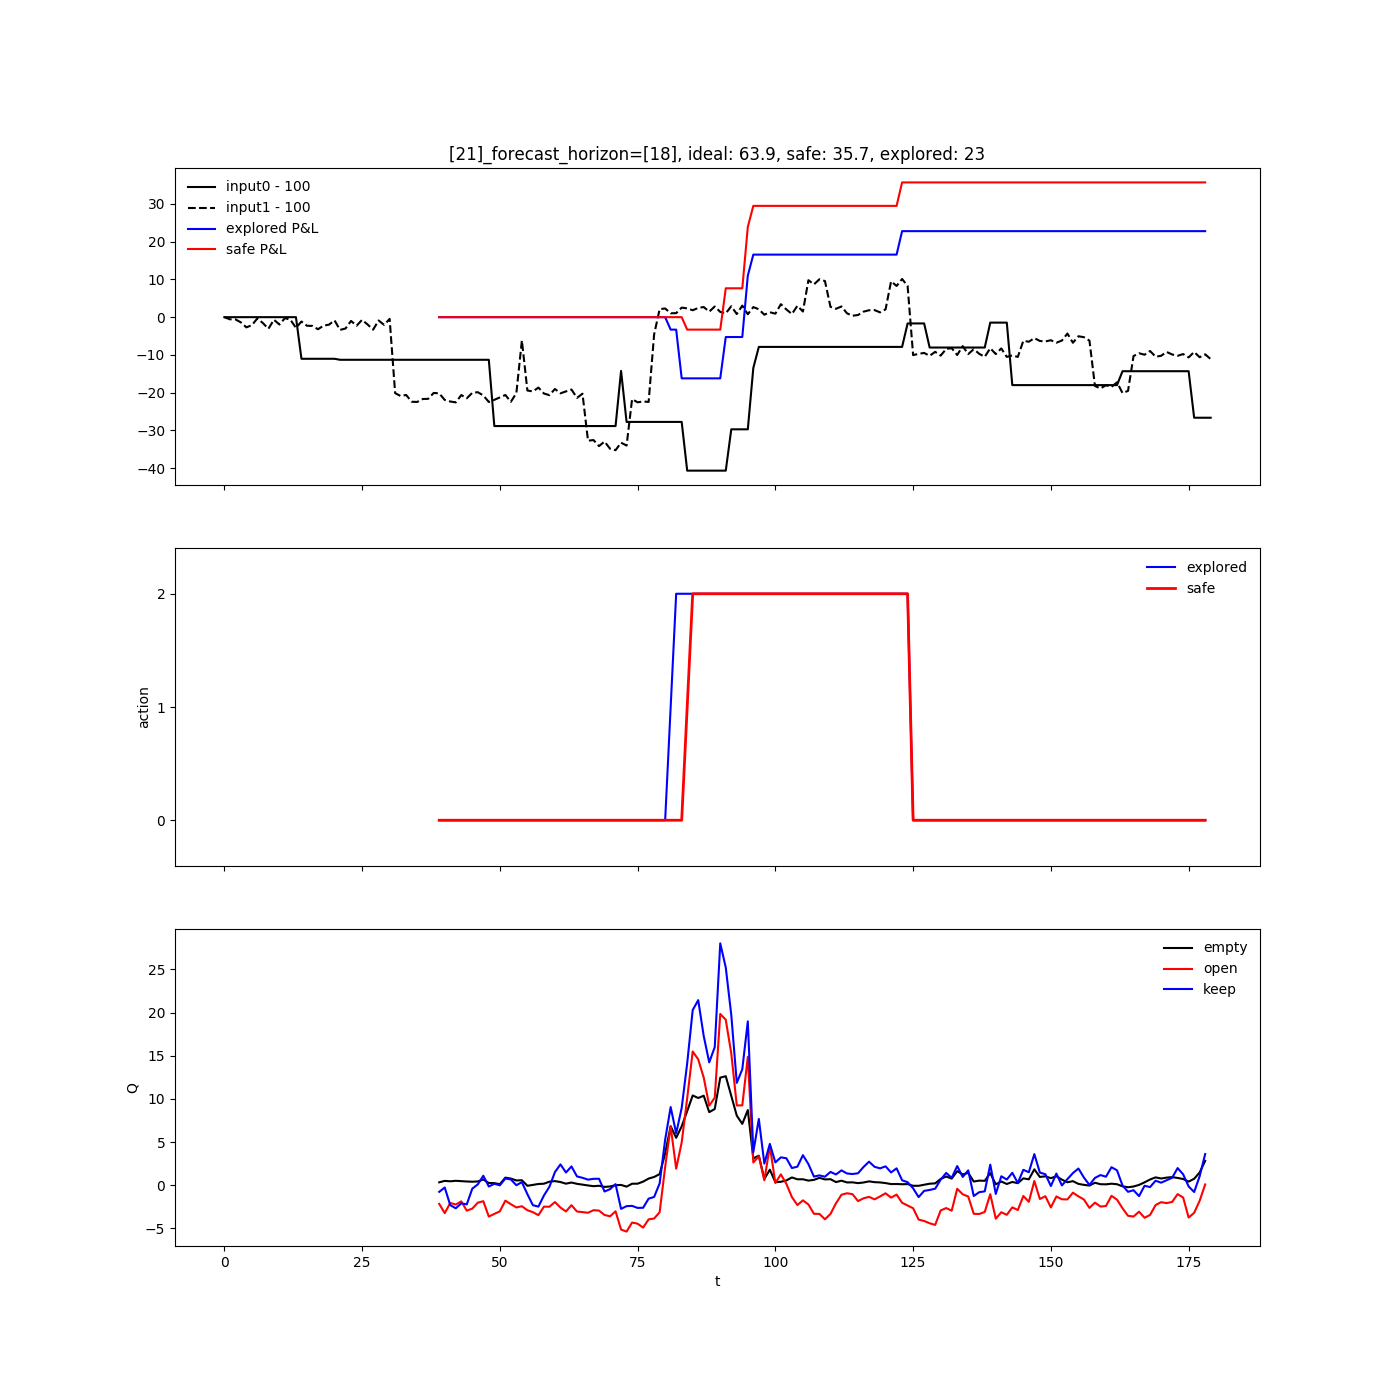 [21]_forecast_horizon=[18], ideal: 63.9, safe: 35.7, explored: 23
input0 - 100
input1 - 100
explored P&L
safe P&L
30
20
10
0
−10
−20
−30
−40
explored
safe
2
1
0
action
empty
open
keep
25
20
15
10
5
0
−5
Q
0 25 50 75 100 125 150 175
t